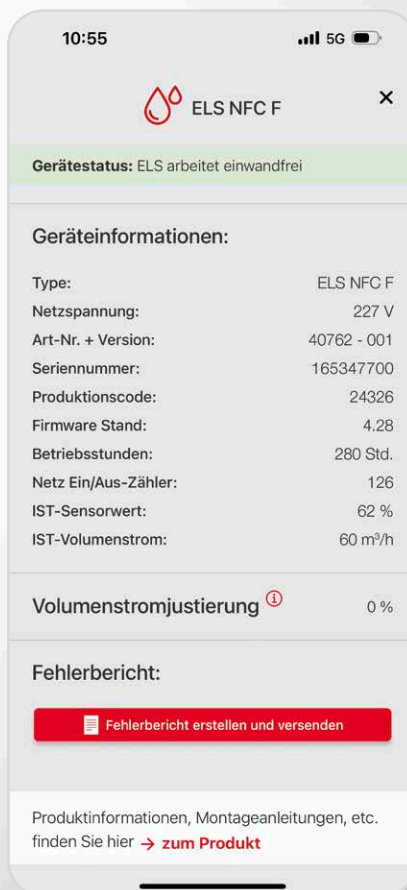 10:55 5G
ELS NFC F
Gerätestatus: ELS arbeitet einwandfrei
Geräteinformationen:
Type: ELS NFC F
Netzspannung: 227 V
Art-Nr. + Version: 40762 - 001
Seriennummer: 165347700
Produktionscode: 24326
Firmware Stand: 4.28
Betriebsstunden: 280 Std.
Netz Ein/Aus-Zähler: 126
IST-Sensorwert: 62 %
IST-Volumenstrom: 60 m³/h
Volumenstromjustierung 0 %
Fehlerbericht:
Fehlerbericht erstellen und versenden
Produktinformationen, Montageanleitungen, etc.
finden Sie hier → zum Produkt